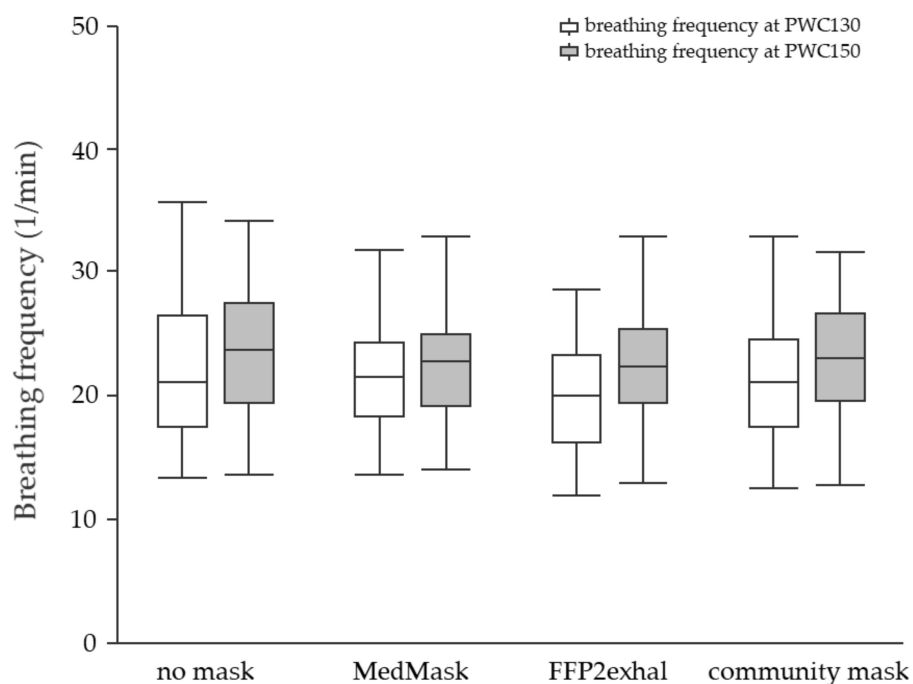 50
breathing frequency at PWC130
breathing frequency at PWC150
40
30
20
10
0
Breathing frequency (1/min)
no mask MedMask FFP2exhal community mask